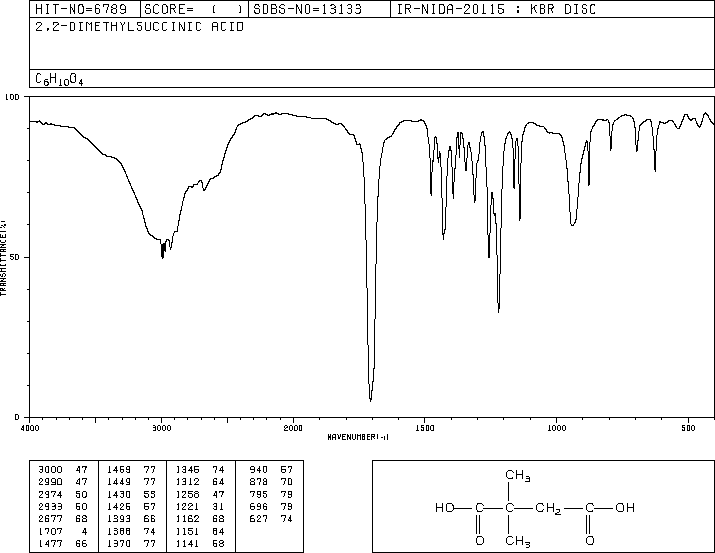 HIT-NO=6789 SCORE= ( ) SDBS-NO=13133 IR-NIDA-20115 : KBR DISC
2,2-DIMETHYLSUCCINIC ACID
C6H10O4
100
50
0
TRANSMITTANCE(%)
4000 3000 2000 1500 1000 500
WAVENUMBER(-1)
3000 47 1469 77 1346 74 940 57
2990 47 1449 77 1312 64 878 70
2974 50 1430 55 1258 47 795 79
2933 50 1426 57 1221 31 696 79
2677 68 1393 66 1162 68 627 74
1707 4 1388 74 1151 84
1477 66 1370 77 1141 58
CH3
HO C C CH2 C OH
O CH3 O